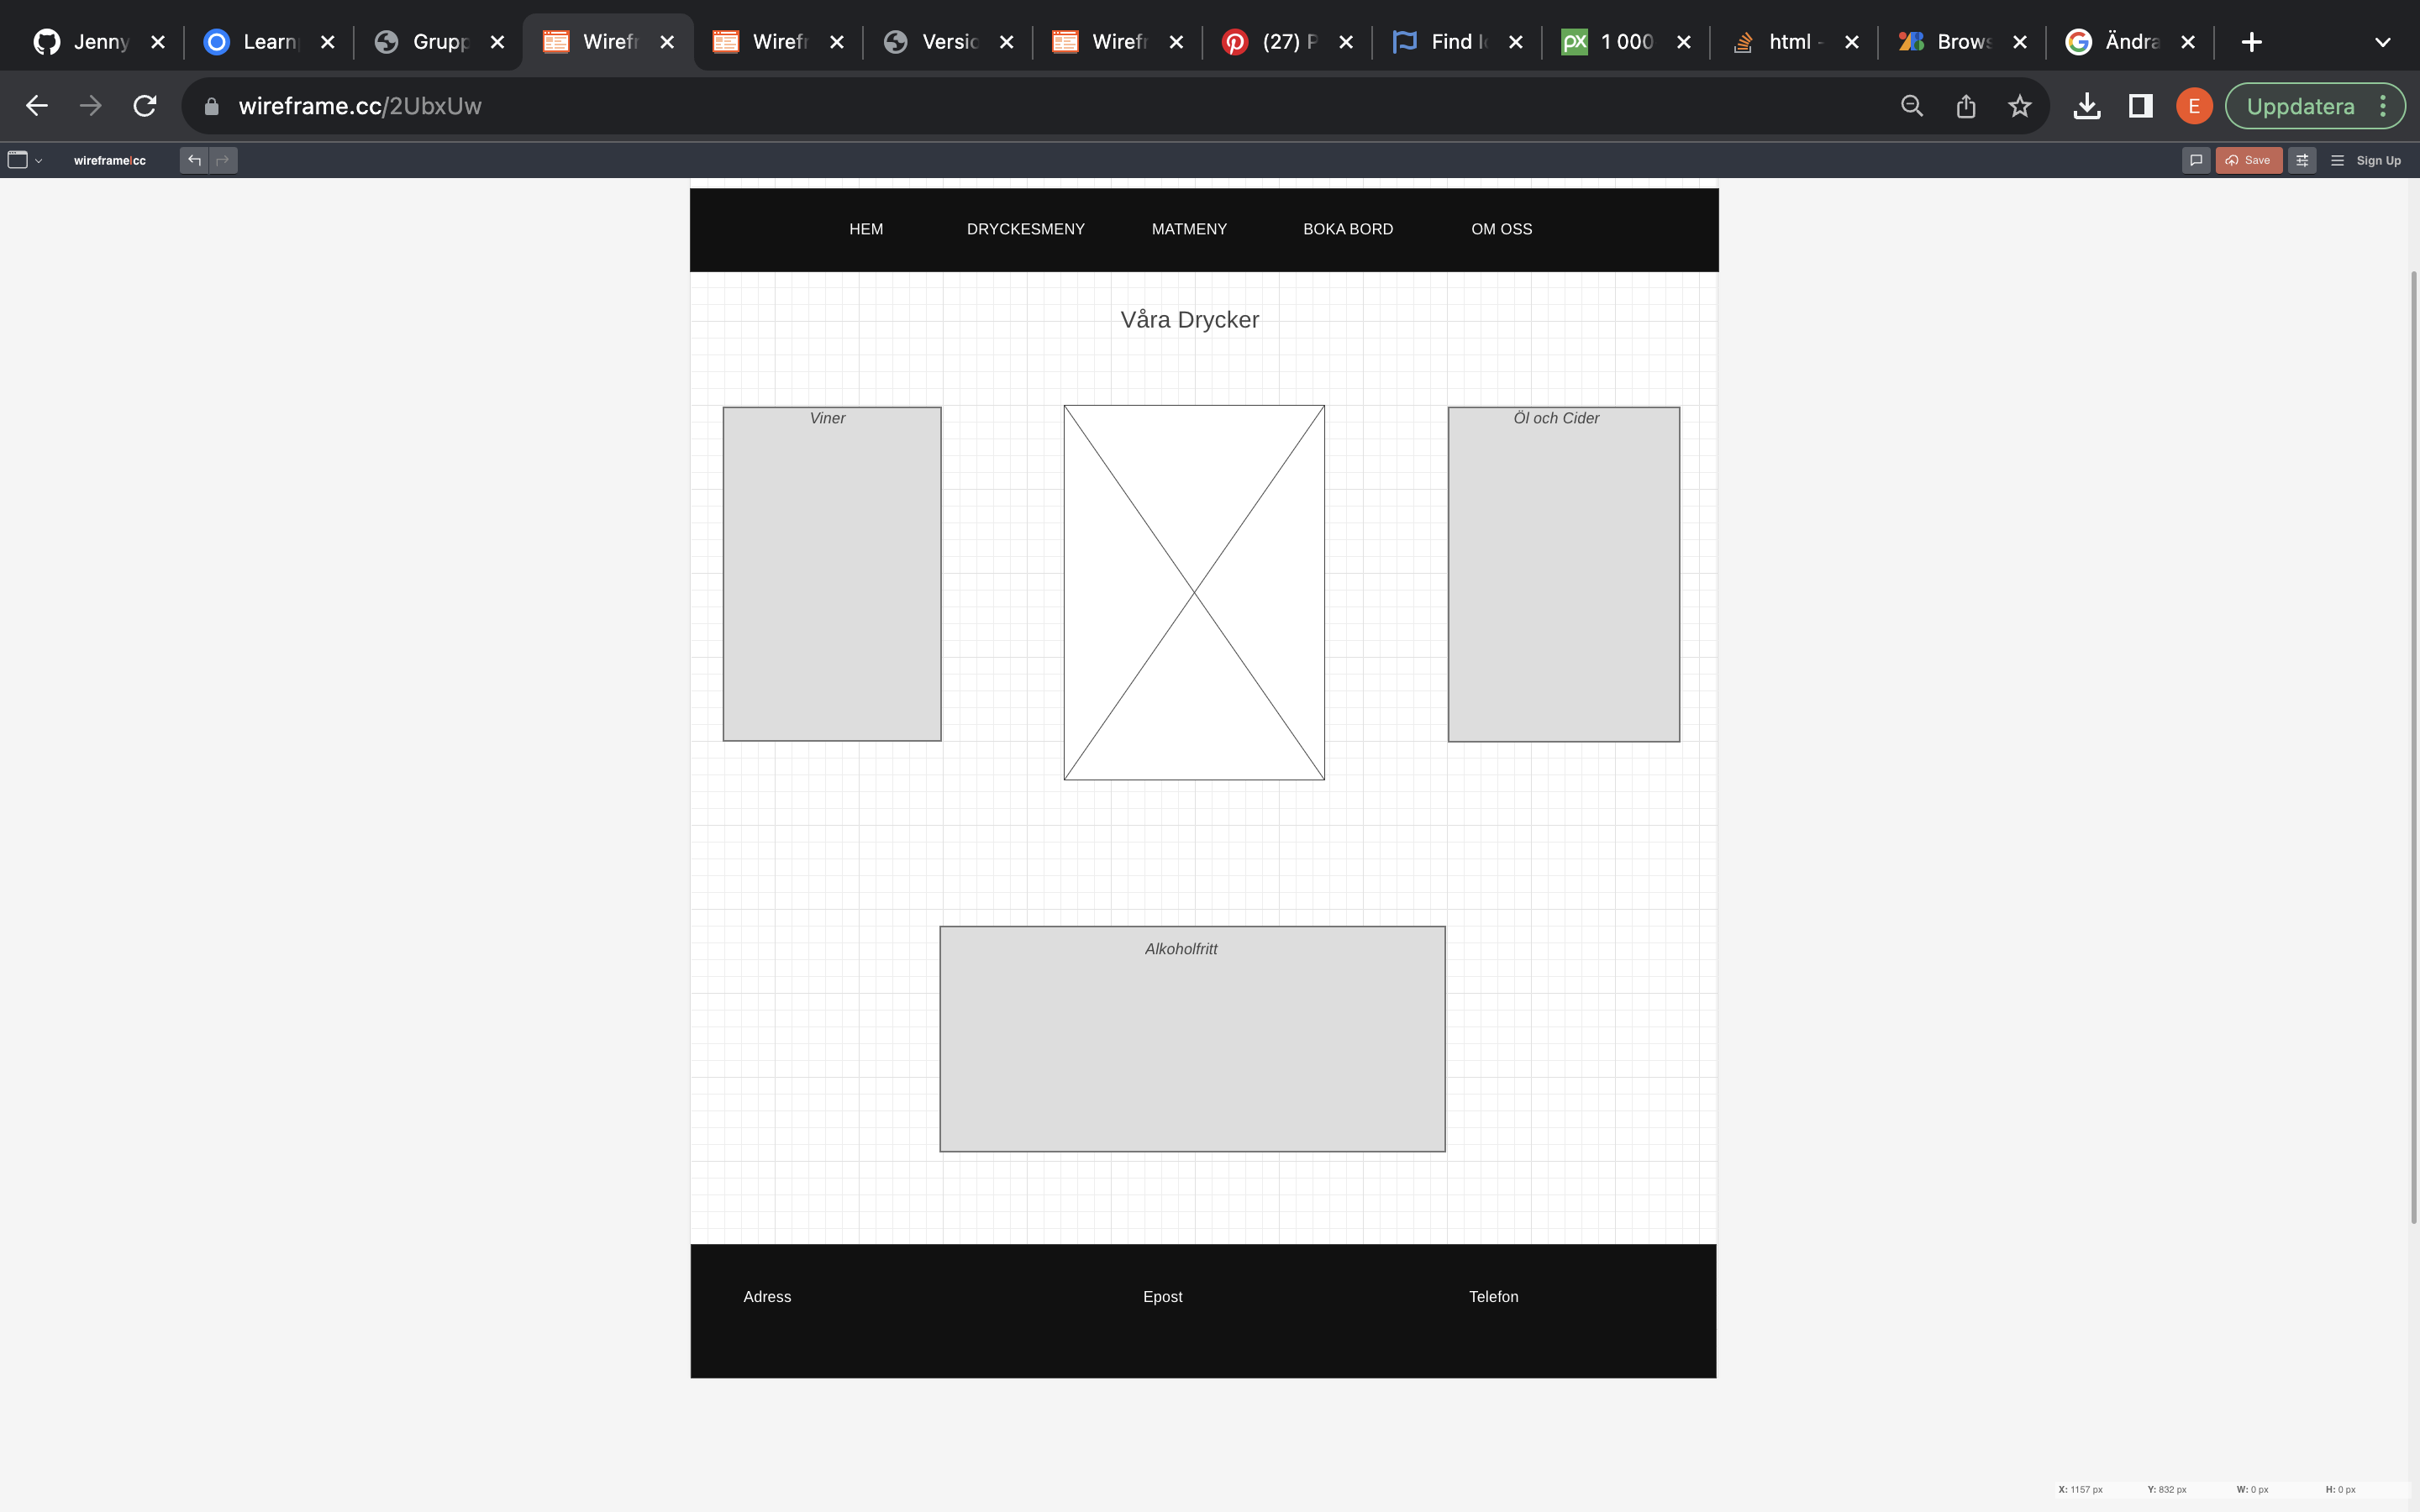 Jenny
Learn
Grupp
Wirefr
Wirefr
Versio
Wirefr
(27) P
Find
1 000
html -
Brows
Ändra
wireframe.cc/2UbxUw
E
Uppdatera
wireframe|cc
Save
Sign Up
HEM DRYCKESMENY MATMENY BOKA BORD OM OSS
Våra Drycker
Viner
Öl och Cider
Alkoholfritt
Adress Epost Telefon
X: 1157 px Y: 832 px W: 0 px H: 0 px